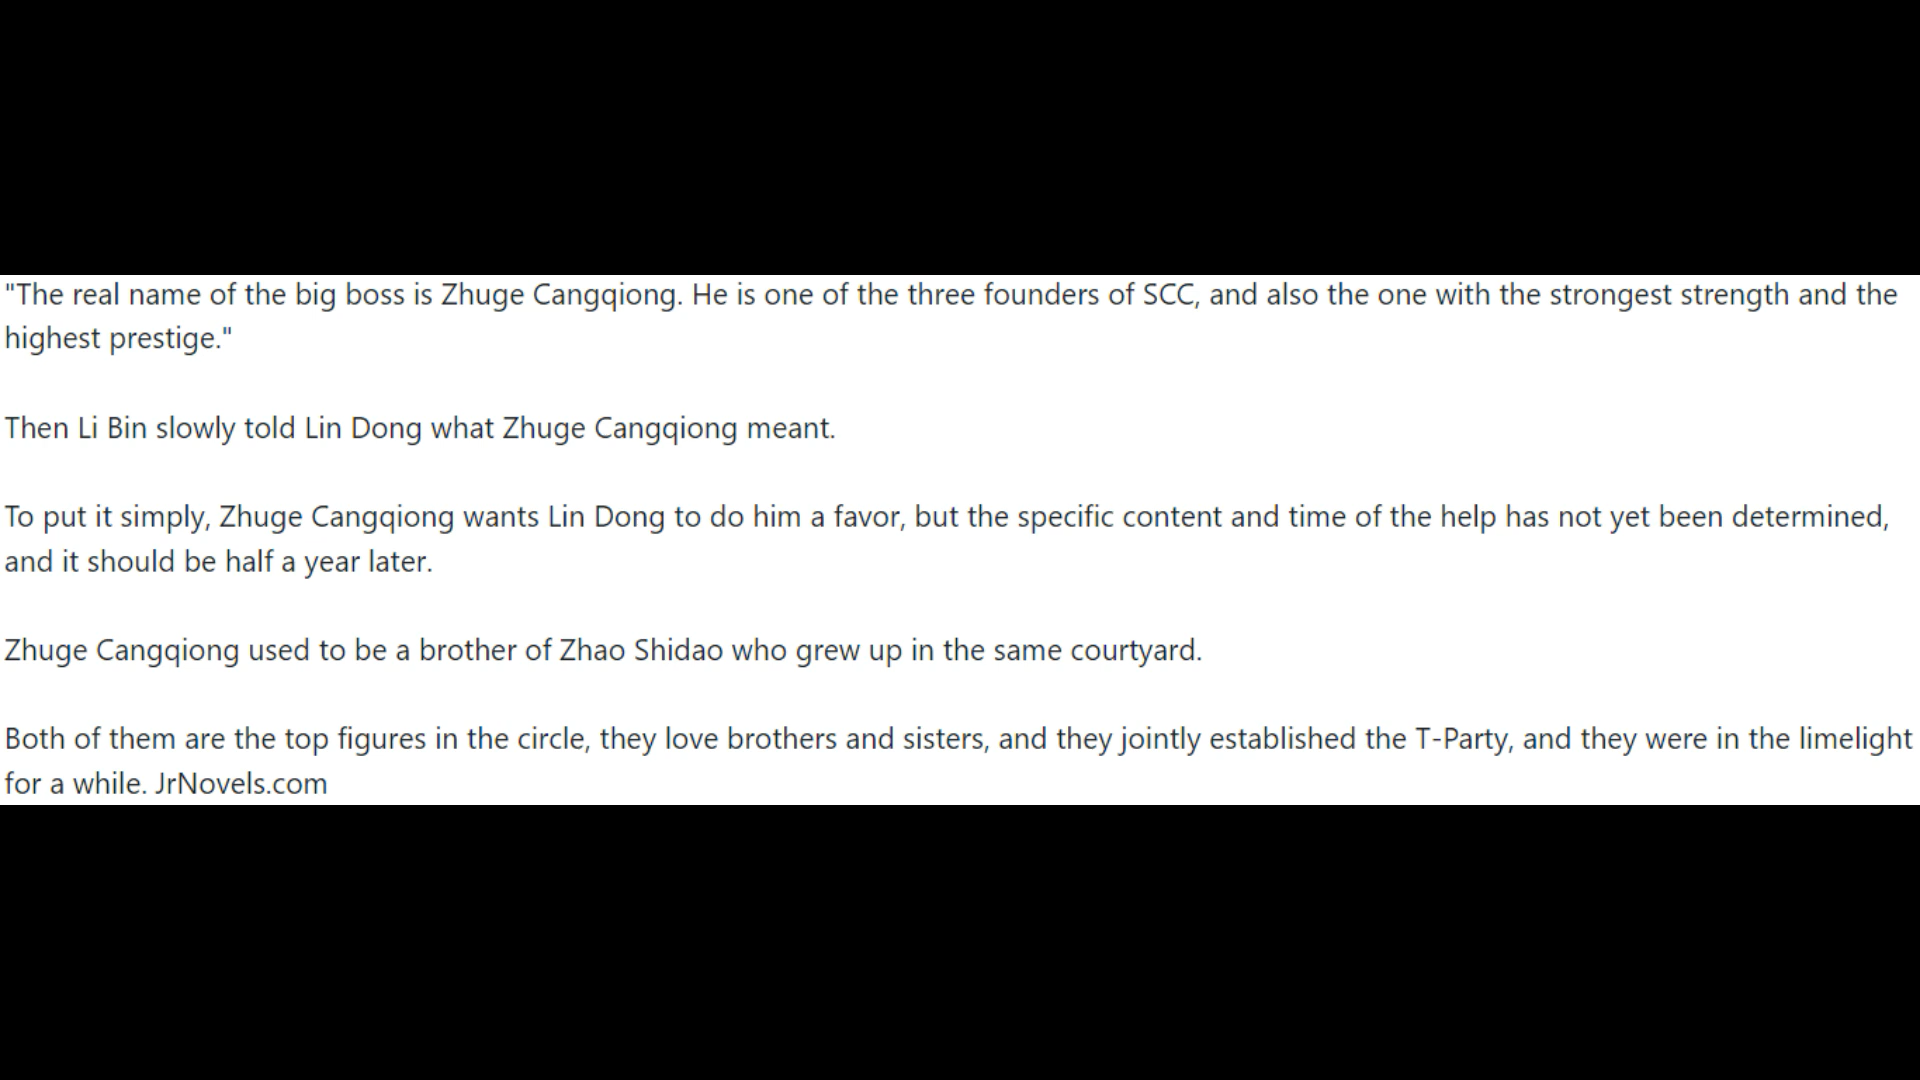 "The real name of the big boss is Zhuge Cangqiong. He is one of the three founders of SCC, and also the one with the strongest strength and the
highest prestige."
Then Li Bin slowly told Lin Dong what Zhuge Cangqiong meant.
To put it simply, Zhuge Cangqiong wants Lin Dong to do him a favor, but the specific content and time of the help has not yet been determined,
and it should be half a year later.
Zhuge Cangqiong used to be a brother of Zhao Shidao who grew up in the same courtyard.
Both of them are the top figures in the circle, they love brothers and sisters, and they jointly established the T-Party, and they were in the limelight
for a while. JrNovels.com